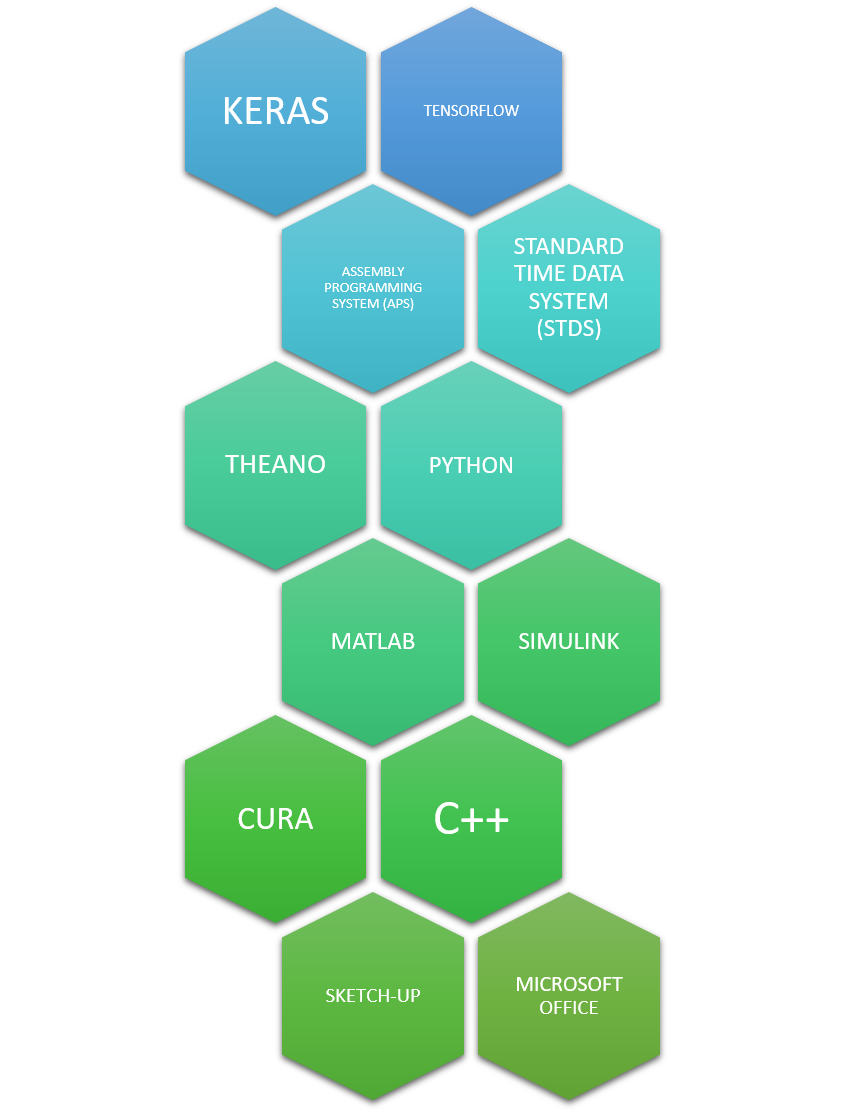 KERAS
TENSORFLOW
ASSEMBLY
PROGRAMMING
SYSTEM (APS)
STANDARD
TIME DATA
SYSTEM
(STDS)
THEANO
PYTHON
MATLAB
SIMULINK
CURA
C++
SKETCH-UP
MICROSOFT
OFFICE